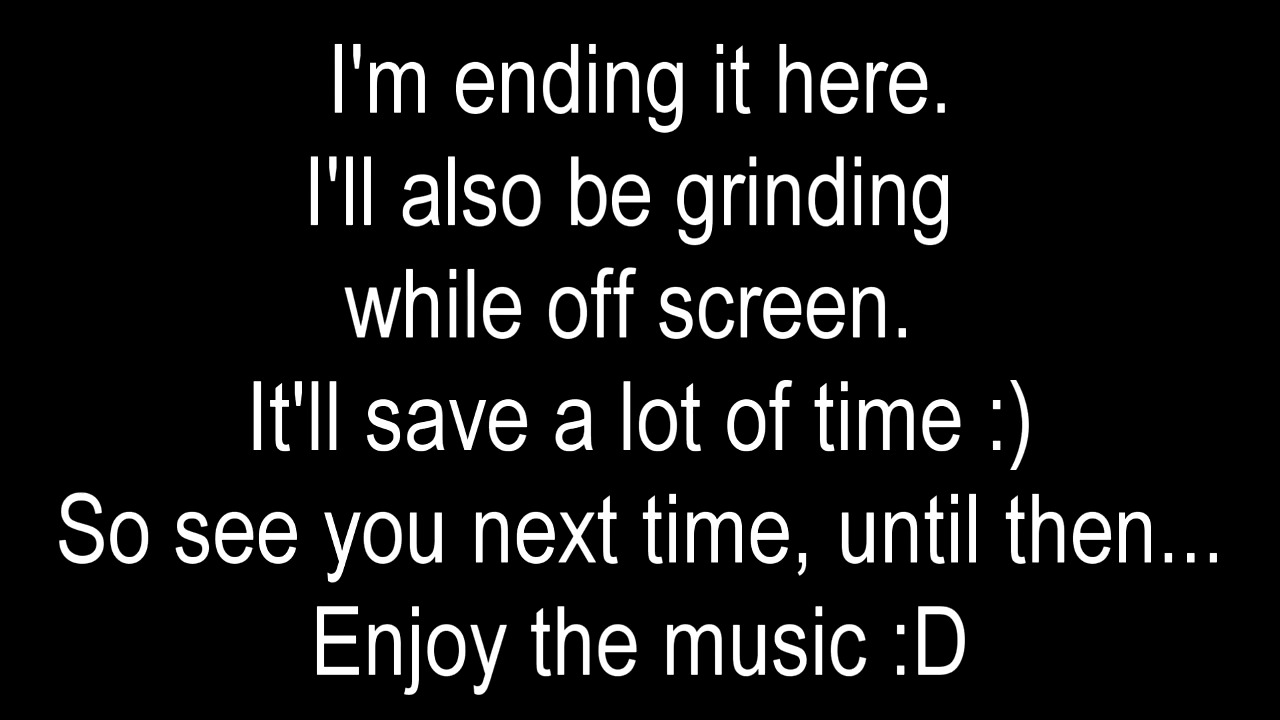 I'm ending it here.
I'll also be grinding
while off screen.
It'll save a lot of time :)
So see you next time, until then...
Enjoy the music :D